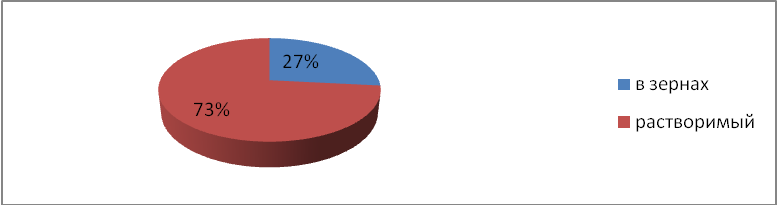 27%
73%
в зернах
растворимый